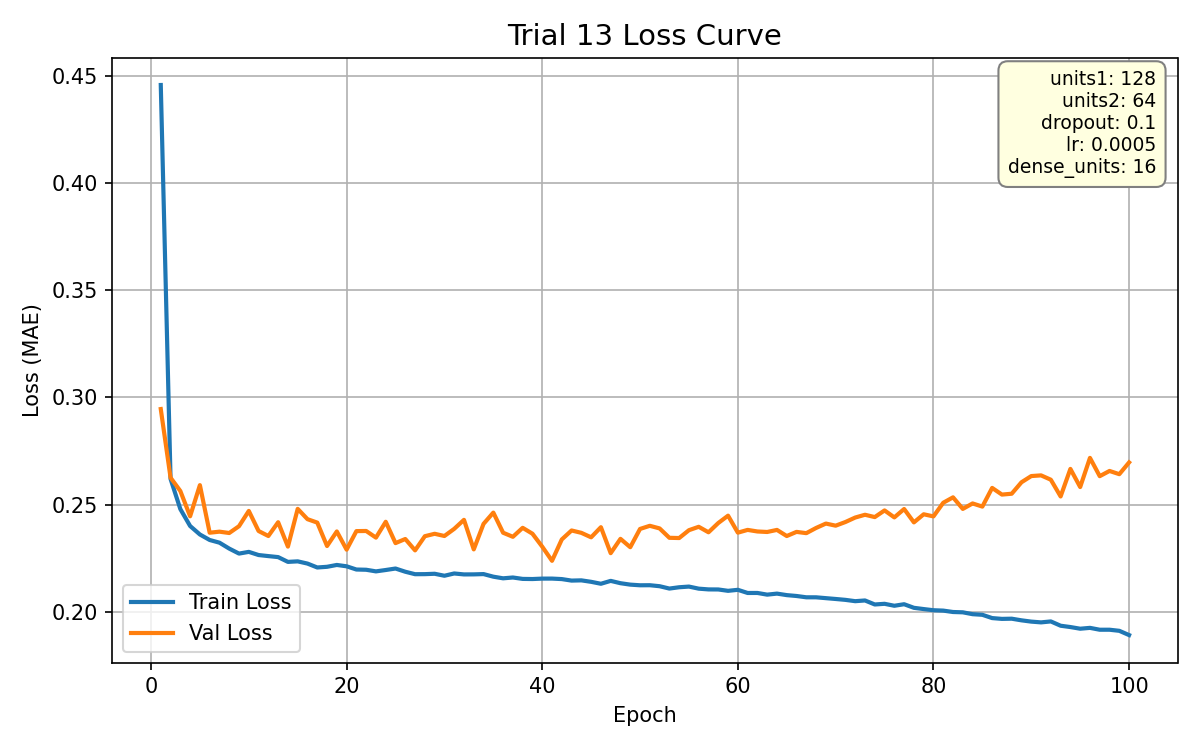 Trial 13 Loss Curve
units1: 128
units2: 64
dropout: 0.1
lr: 0.0005
dense_units: 16
Loss (MAE)
0.45
0.40
0.35
0.30
0.25
0.20
Train Loss
Val Loss
0 20 40 60 80 100
Epoch